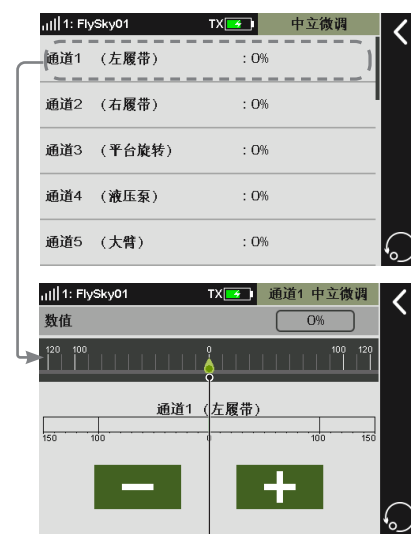 1: FlySky01 TX 中立微调
通道1 （左履带） : 0%
通道2 （右履带） : 0%
通道3 （平台旋转） : 0%
通道4 （液压泵） : 0%
通道5 （大臂） : 0%
1: FlySky01 TX 通道1 中立微调
数值 0%
120 100 0 100 120
通道1 （左履带）
150 100 0 100 150